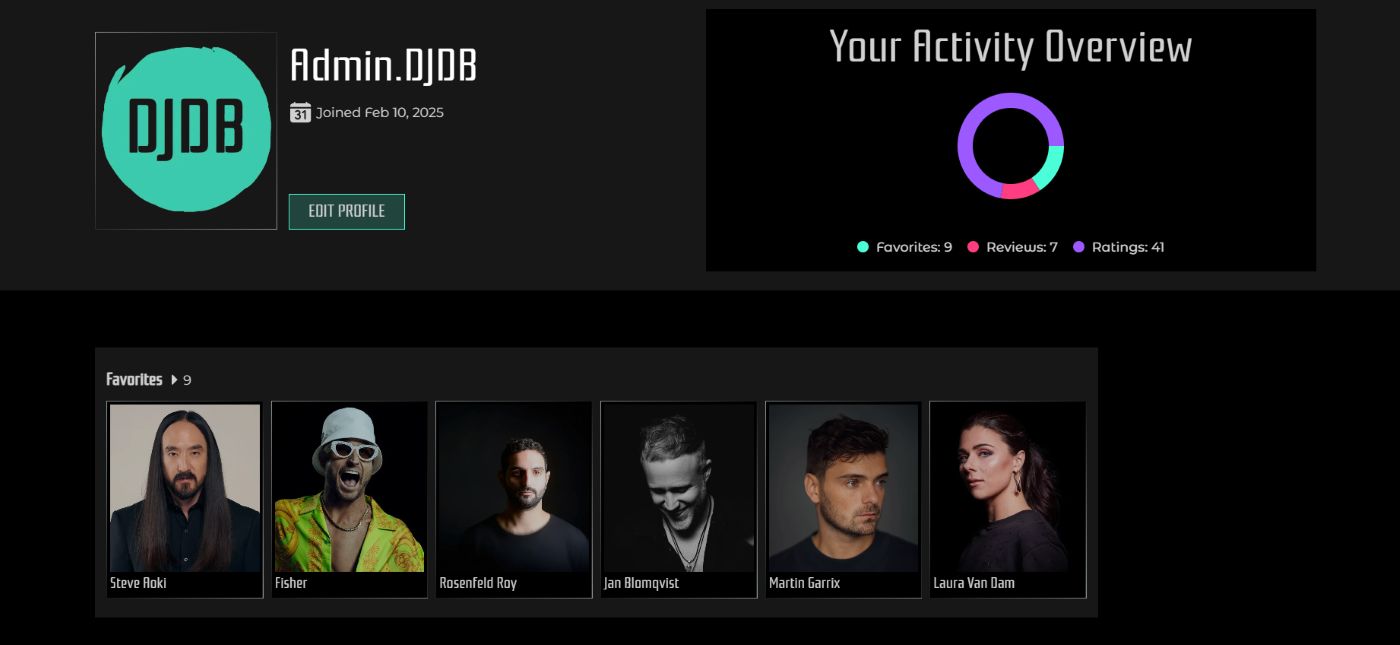 DJDB
Admin.DJDB
31 Joined Feb 10, 2025
EDIT PROFILE
Your Activity Overview
Favorites: 9 Reviews: 7 Ratings: 41
Favorites 9
Steve Aoki
Fisher
Rosenfeld Roy
Jan Blomqvist
Martin Garrix
Laura Van Dam